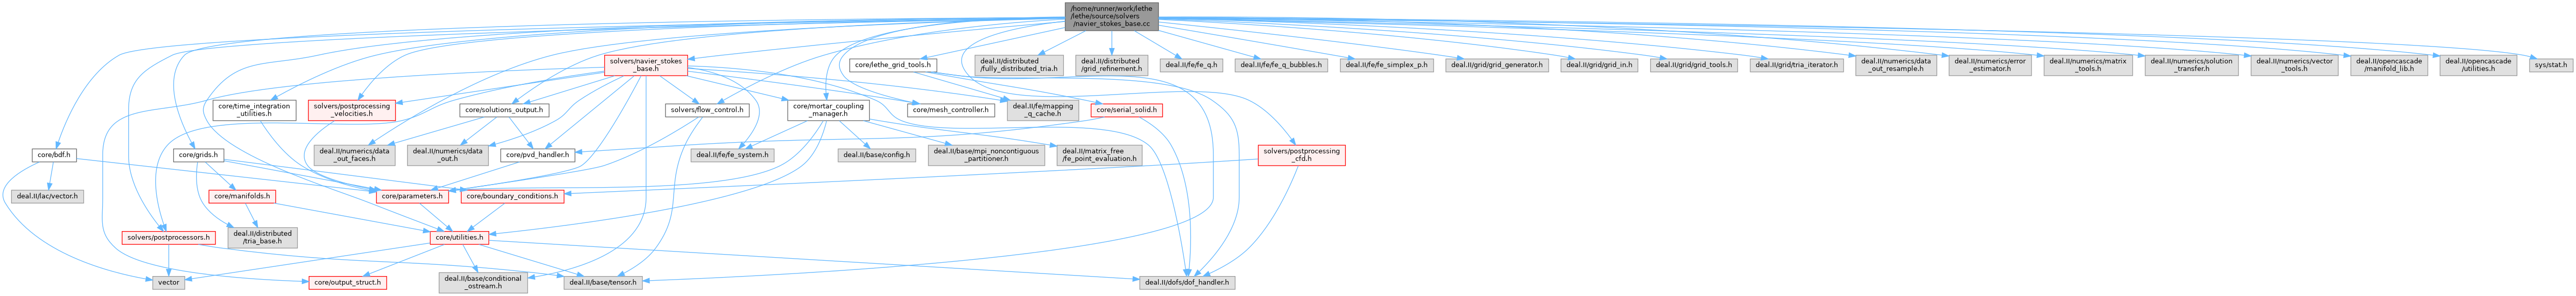 /home/runner/work/lethe
/lethe/source/solvers
/navier_stokes_base.cc
solvers/navier_stokes
_base.h
core/lethe_grid_tools.h
deal.II/distributed
/fully_distributed_tria.h
deal.II/distributed
/grid_refinement.h
deal.II/fe/fe_q.h
deal.II/fe/fe_q_bubbles.h
deal.II/fe/fe_simplex_p.h
deal.II/grid/grid_generator.h
deal.II/grid/grid_in.h
deal.II/grid/grid_tools.h
deal.II/grid/tria_iterator.h
deal.II/numerics/data
_out_resample.h
deal.II/numerics/error
_estimator.h
deal.II/numerics/matrix
_tools.h
deal.II/numerics/solution
_transfer.h
deal.II/numerics/vector
_tools.h
deal.II/opencascade
/manifold_lib.h
deal.II/opencascade
/utilities.h
sys/stat.h
core/time_integration
_utilities.h
solvers/postprocessing
_velocities.h
core/solutions_output.h
solvers/flow_control.h
core/mortar_coupling
_manager.h
core/mesh_controller.h
deal.II/fe/mapping
_q_cache.h
core/serial_solid.h
core/bdf.h
core/grids.h
deal.II/numerics/data
_out_faces.h
deal.II/numerics/data
_out.h
core/pvd_handler.h
deal.II/fe/fe_system.h
deal.II/base/config.h
deal.II/base/mpi_noncontiguous
_partitioner.h
deal.II/matrix_free
/fe_point_evaluation.h
solvers/postprocessing
_cfd.h
deal.II/lac/vector.h
core/manifolds.h
core/parameters.h
core/boundary_conditions.h
solvers/postprocessors.h
deal.II/distributed
/tria_base.h
core/utilities.h
vector
core/output_struct.h
deal.II/base/conditional
_ostream.h
deal.II/base/tensor.h
deal.II/dofs/dof_handler.h